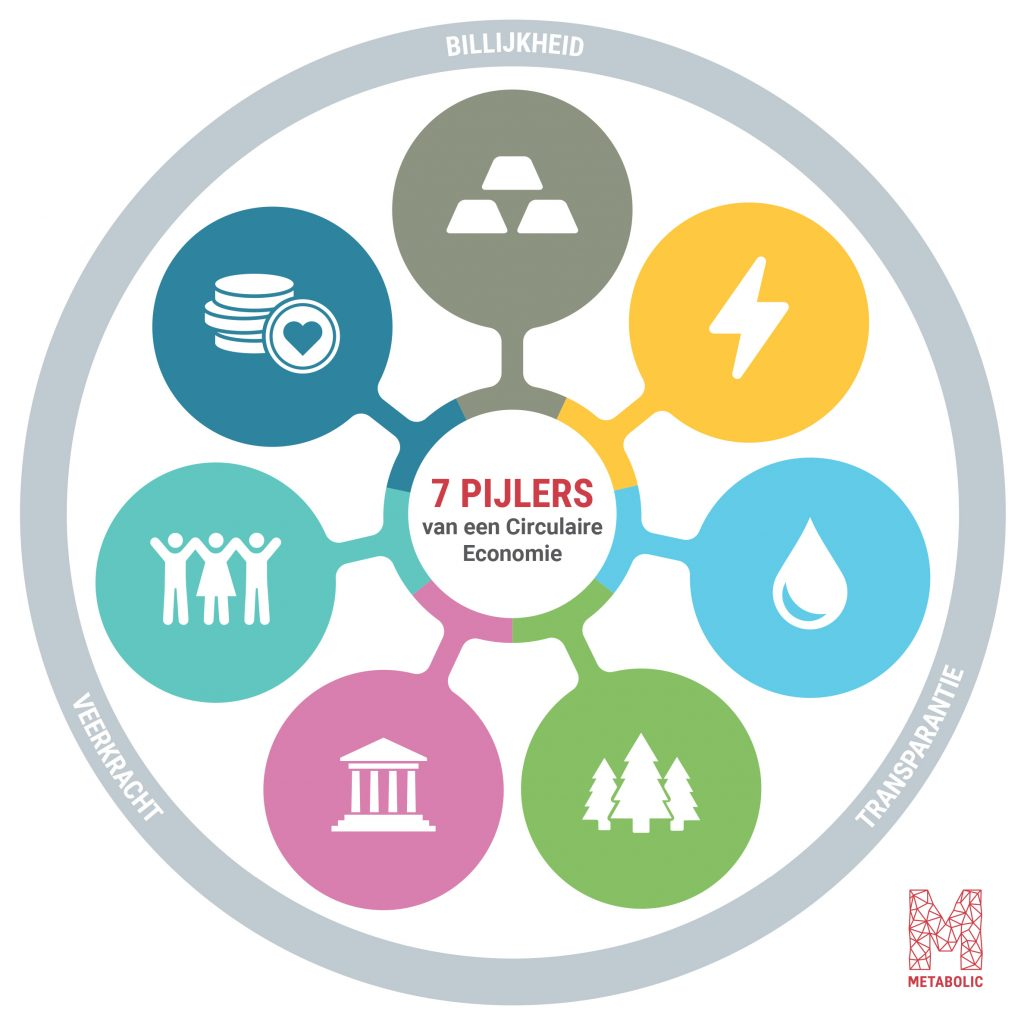 BILLIJKHEID
7 PIJLERS
van een Circulaire
Economie
VEERKRACHT
TRANSPARANTIE
METABOLIC